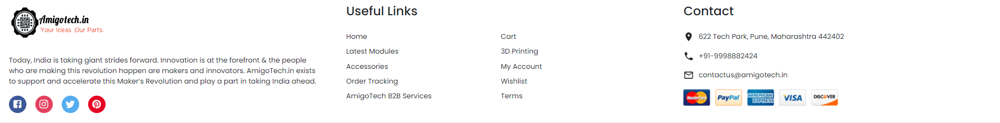 Amigotech.in
Your Ideas ,Our Parts.
Today, India is taking giant strides forward. Innovation is at the forefront & the people
who are making this revolution happen are makers and innovators. AmigoTech.in exists
to support and accelerate this Maker’s Revolution and play a part in taking India ahead.
Useful Links
Home
Latest Modules
Accessories
Order Tracking
AmigoTech B2B Services
Cart
3D Printing
My Account
Wishlist
Terms
Contact
622 Tech Park, Pune, Maharashtra 442402
+91-9998882424
contactus@amigotech.in
MasterCard
PayPal
AMERICAN
EXPRESS
VISA
DISCOVER